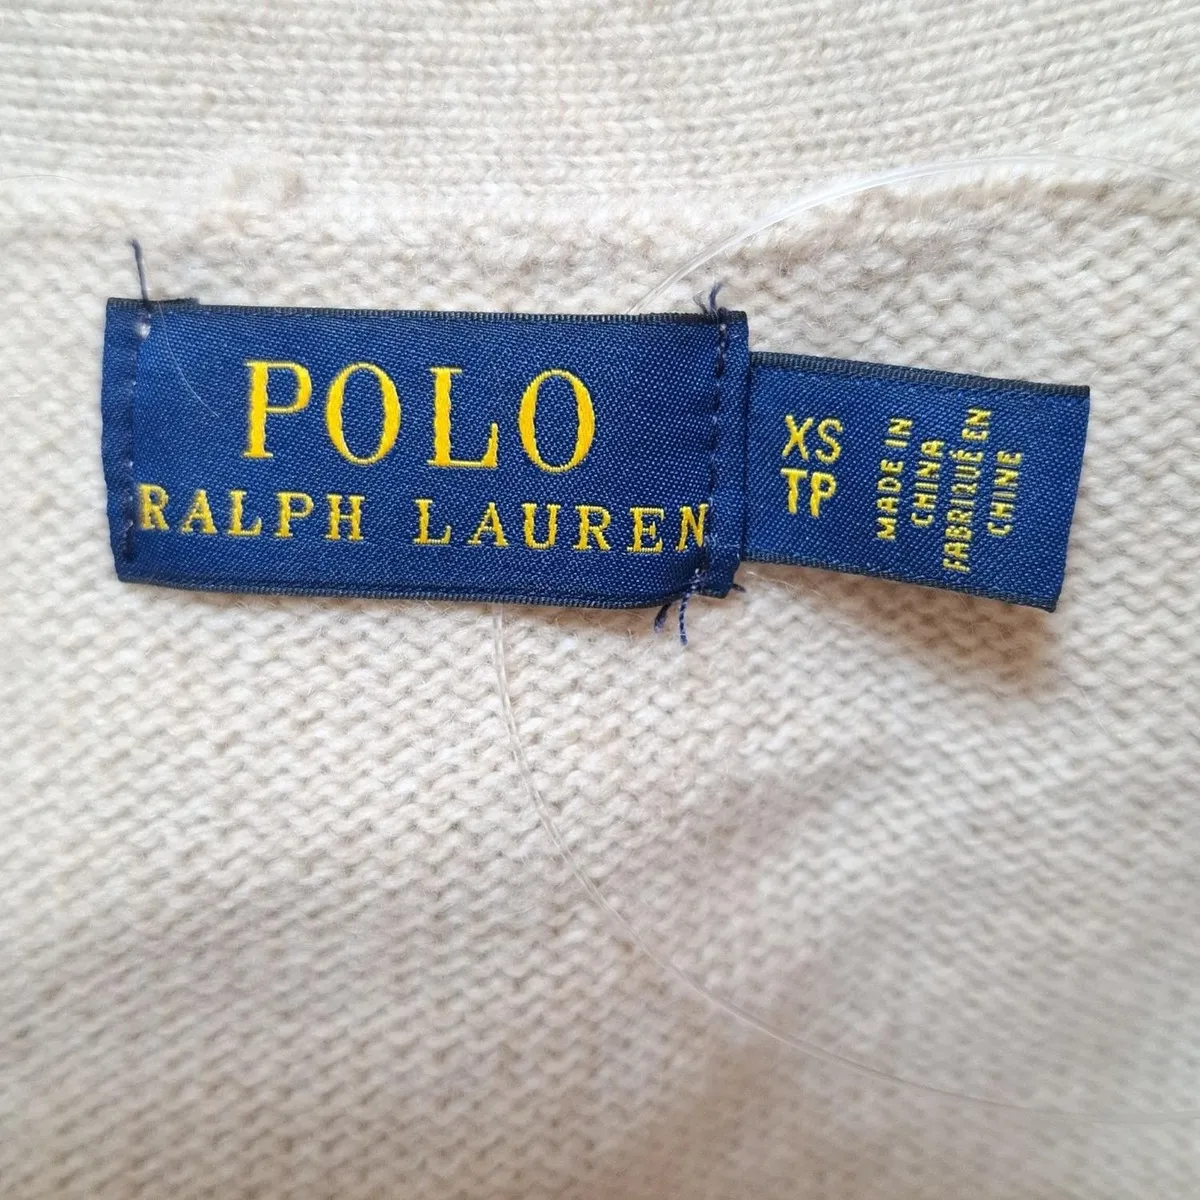 POLO
RALPH LAUREN
XS
TP
MADE IN
CHINA
FABRIQUÉ EN
CHINE